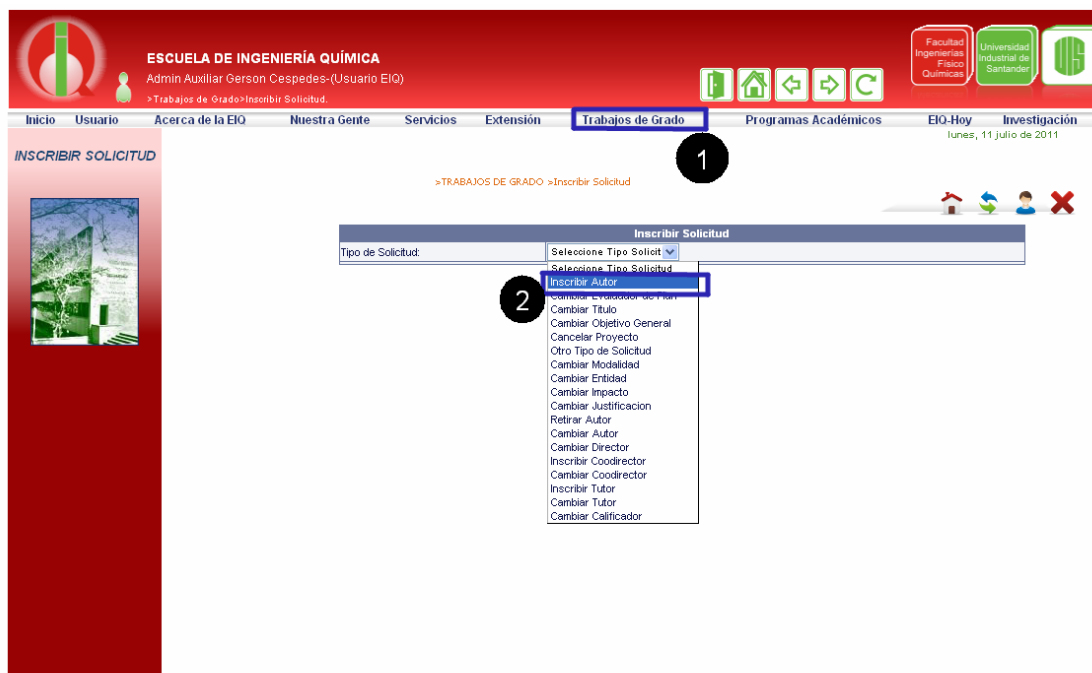 ESCUELA DE INGENIERÍA QUÍMICA
Admin Auxiliar Gerson Cespedes-(Usuario EIQ)
>Trabajos de Grado>Inscribir Solicitud.
Facultad
Ingenierías
Físico
Químicas
Universidad
Industrial de
Santander
Inicio Usuario Acerca de la EIQ Nuestra Gente Servicios Extensión Trabajos de Grado Programas Académicos EIQ-Hoy Investigación
lunes, 11 julio de 2011
INSCRIBIR SOLICITUD
1
>TRABAJOS DE GRADO >Inscribir Solicitud
Inscribir Solicitud
Tipo de Solicitud: Seleccione Tipo Solicit
Seleccione Tipo Solicitud
Inscribir Autor
2
Cambiar Evaluador de Plan
Cambiar Titulo
Cambiar Objetivo General
Cancelar Proyecto
Otro Tipo de Solicitud
Cambiar Modalidad
Cambiar Entidad
Cambiar Impacto
Cambiar Justificacion
Retirar Autor
Cambiar Autor
Cambiar Director
Inscribir Coodirector
Cambiar Coodirector
Inscribir Tutor
Cambiar Tutor
Cambiar Calificador